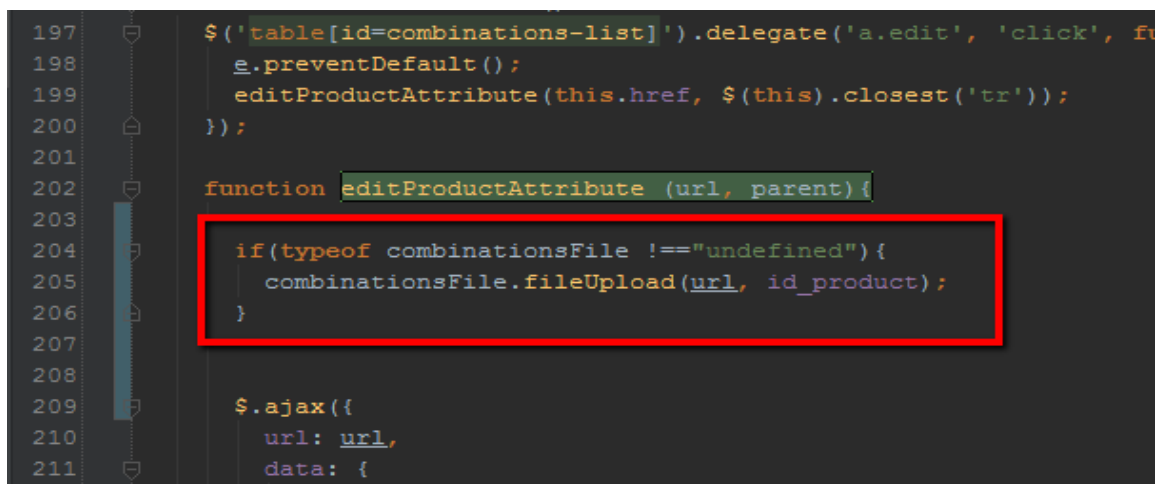 197 $('table[id=combinations-list]').delegate('a.edit', 'click', fu
198 e.preventDefault();
199 editProductAttribute(this.href, $(this).closest('tr'));
200 });
201
202 function editProductAttribute (url, parent){
203
204 if(typeof combinationsFile !=="undefined"){
205 combinationsFile.fileUpload(url, id_product);
206 }
207
208
209 $.ajax({
210 url: url,
211 data: {